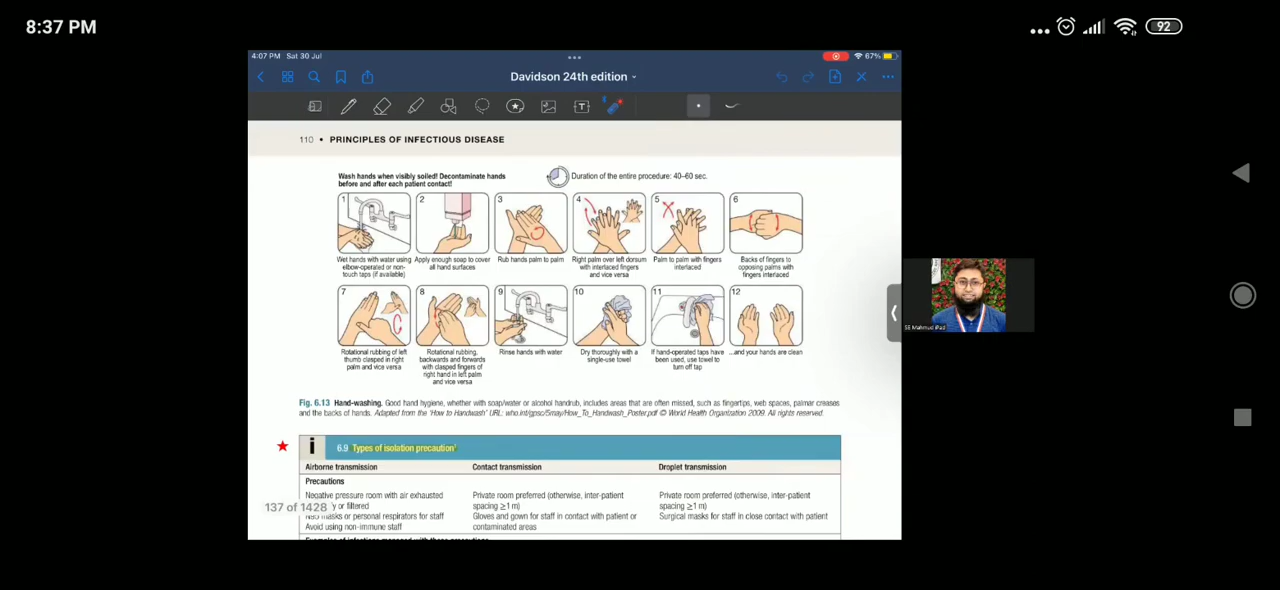 8:37 PM
92
4:07 PM Sat 30 Jul
67%
Davidson 24th edition
T
110 • PRINCIPLES OF INFECTIOUS DISEASE
Wash hands when visibly soiled! Decontaminate hands
before and after each patient contact!
Duration of the entire procedure: 40–60 sec.
1
2
3
4
5
6
Wet hands with water using
elbow-operated or non-
touch taps (if available)
Apply enough soap to cover
all hand surfaces
Rub hands palm to palm
Right palm over left dorsum
with interlaced fingers
and vice versa
Palm to palm with fingers
interlaced
Backs of fingers to
opposing palms with
fingers interlaced
7
8
9
10
11
12
Rotational rubbing of left
thumb clasped in right
palm and vice versa
Rotational rubbing,
backwards and forwards
with clasped fingers of
right hand in left palm
and vice versa
Rinse hands with water
Dry thoroughly with a
single-use towel
If hand-operated taps have
been used, use towel to
turn off tap
...and your hands are clean
Fig. 6.13 Hand-washing. Good hand hygiene, whether with soap/water or alcohol handrub, includes areas that are often missed, such as fingertips, web spaces, palmar creases
and the backs of hands. Adapted from the 'How to Handwash' URL: who.int/gpsc/5may/How_To_Handwash_Poster.pdf © World Health Organization 2009. All rights reserved.
i 6.9 Types of isolation precaution¹
Airborne transmission
Contact transmission
Droplet transmission
Precautions
Negative pressure room with air exhausted
y or filtered
N95 masks or personal respirators for staff
Avoid using non-immune staff
Private room preferred (otherwise, inter-patient
spacing ≥1 m)
Gloves and gown for staff in contact with patient or
contaminated areas
Private room preferred (otherwise, inter-patient
spacing ≥1 m)
Surgical masks for staff in close contact with patient
137 of 1428
Examples of infections managed with these precautions
SE Mahmud iPad